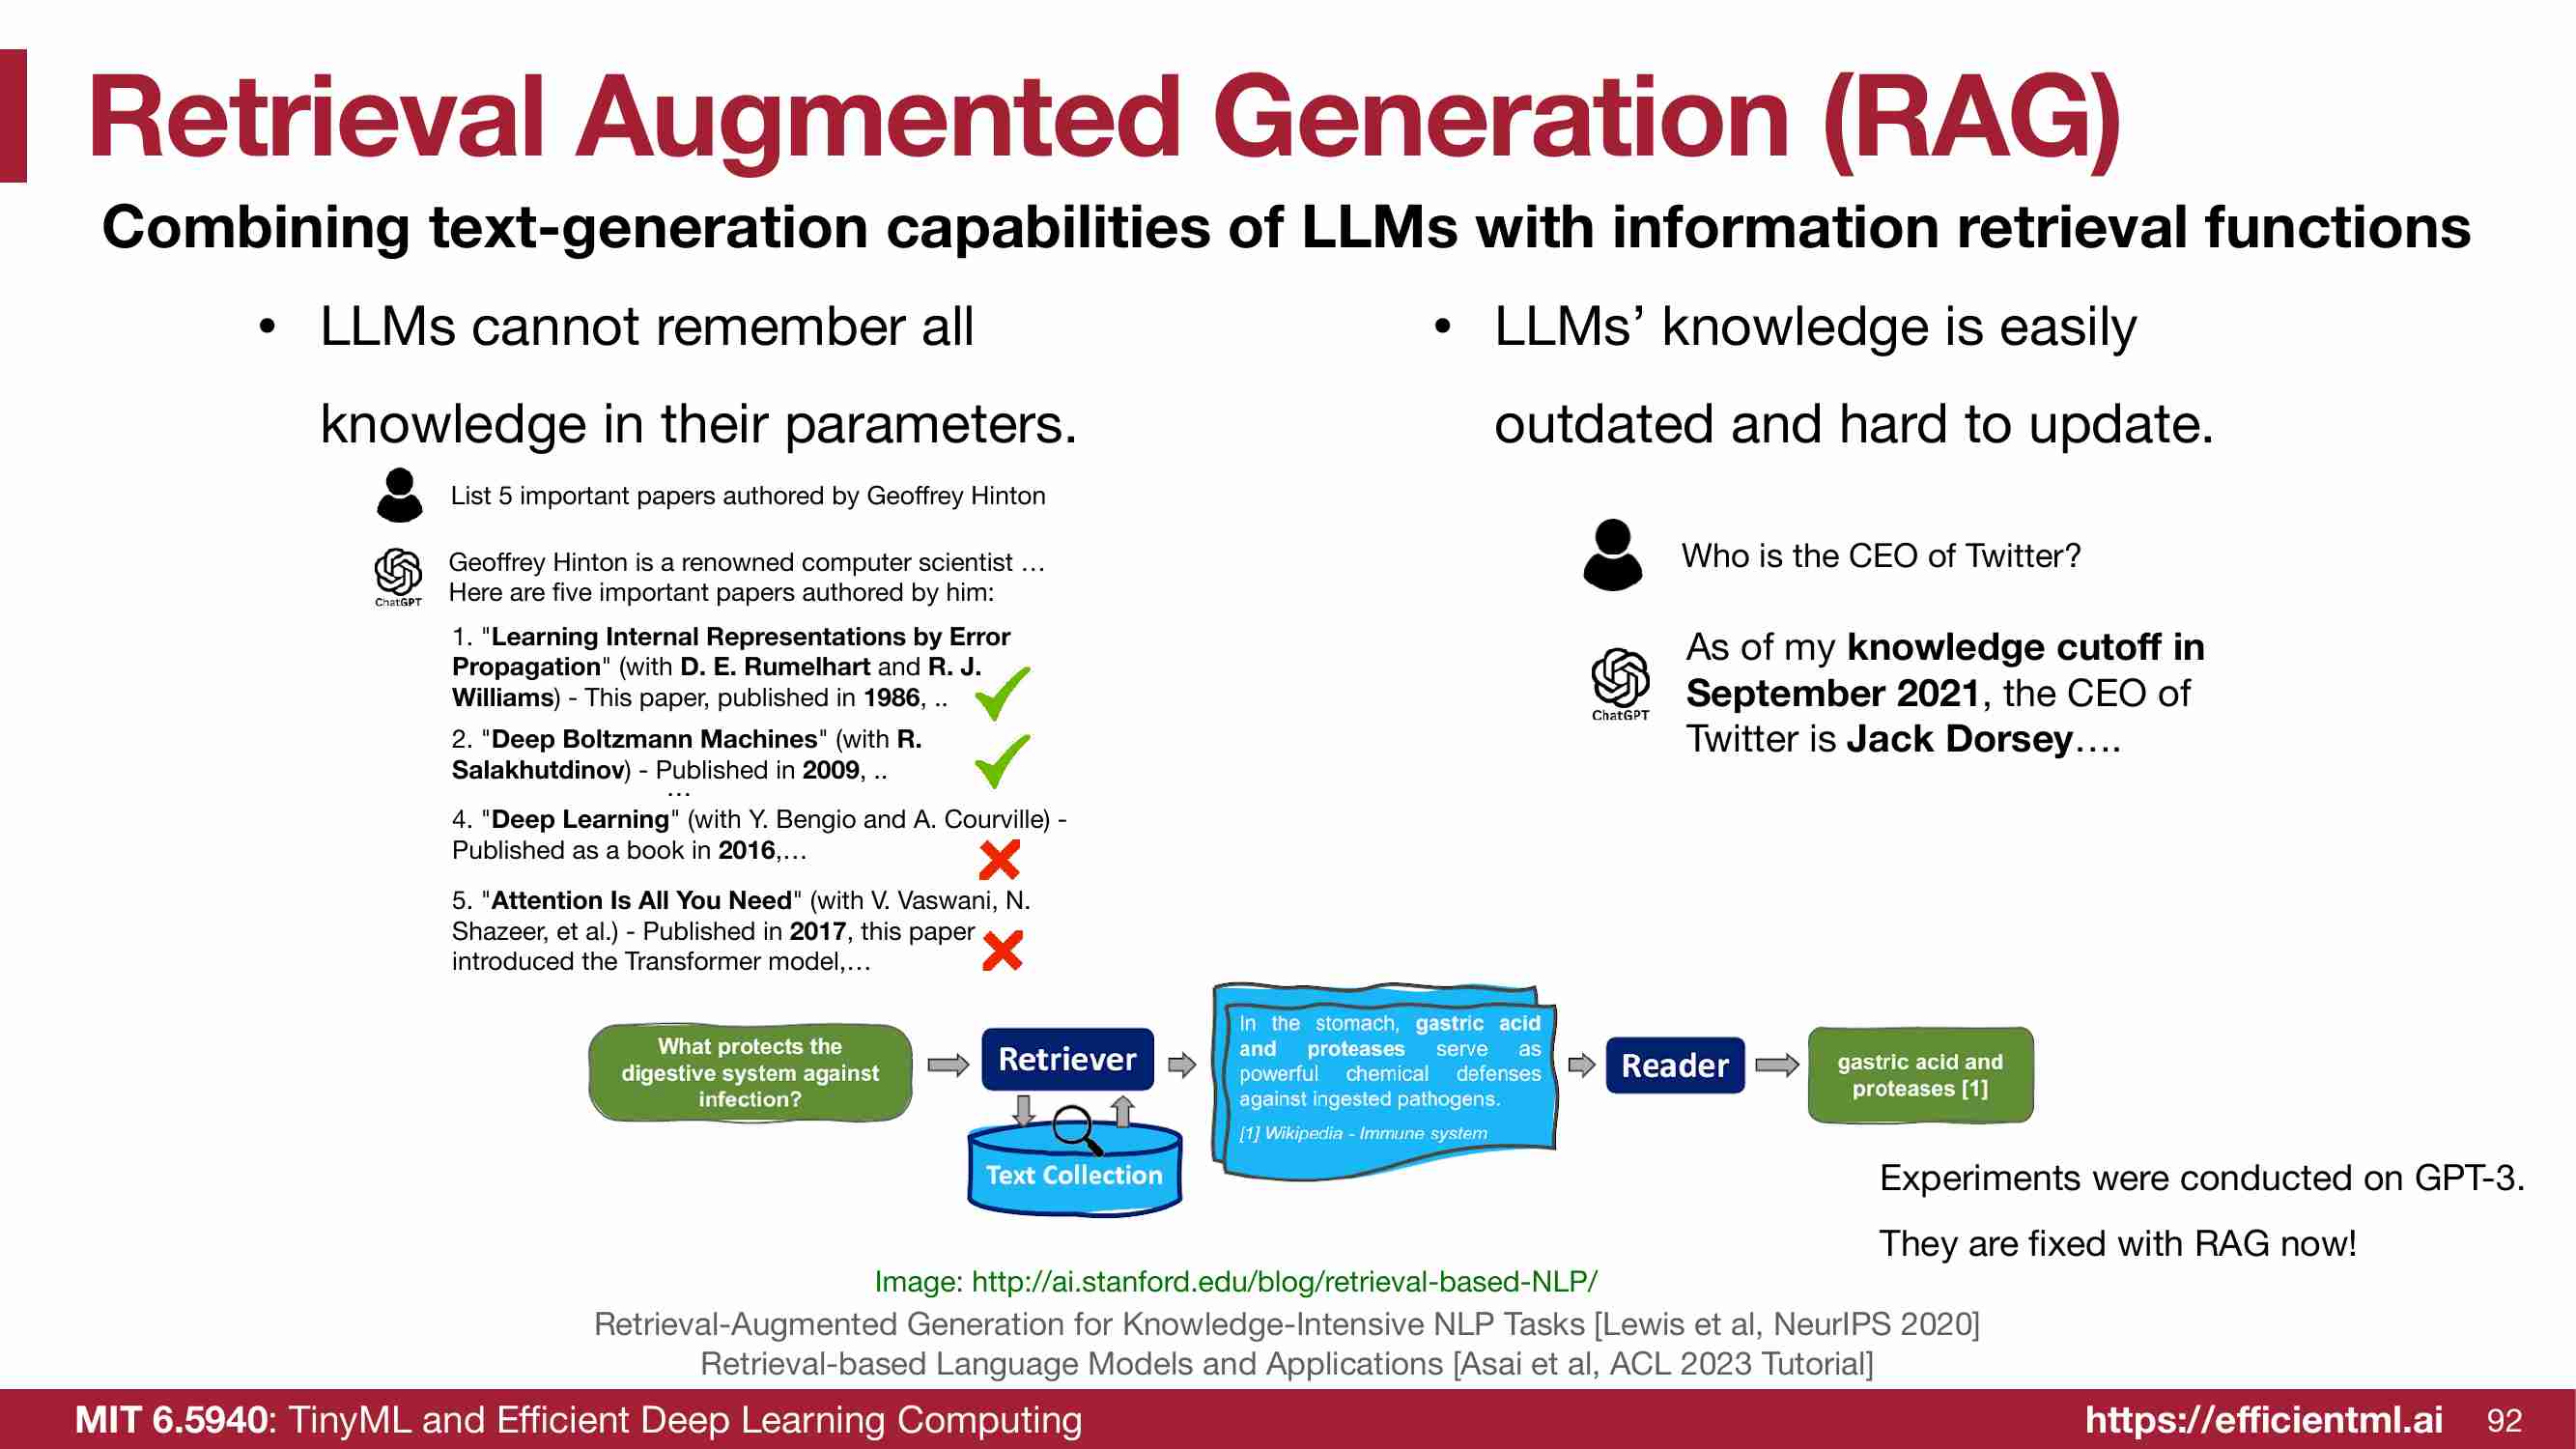 Retrieval Augmented Generation (RAG)
Combining text-generation capabilities of LLMs with information retrieval functions
• LLMs cannot remember all
knowledge in their parameters.
List 5 important papers authored by Geoffrey Hinton
ChatGPT
Geoffrey Hinton is a renowned computer scientist …
Here are five important papers authored by him:
1. "Learning Internal Representations by Error
Propagation" (with D. E. Rumelhart and R. J.
Williams) - This paper, published in 1986, ..
2. "Deep Boltzmann Machines" (with R.
Salakhutdinov) - Published in 2009, ..
…
4. "Deep Learning" (with Y. Bengio and A. Courville) -
Published as a book in 2016,…
5. "Attention Is All You Need" (with V. Vaswani, N.
Shazeer, et al.) - Published in 2017, this paper
introduced the Transformer model,…
• LLMs’ knowledge is easily
outdated and hard to update.
Who is the CEO of Twitter?
ChatGPT
As of my knowledge cutoff in
September 2021, the CEO of
Twitter is Jack Dorsey….
What protects the
digestive system against
infection?
Retriever
Text Collection
In the stomach, gastric acid
and proteases serve as
powerful chemical defenses
against ingested pathogens.
[1] Wikipedia - Immune system
Reader
gastric acid and
proteases [1]
Experiments were conducted on GPT-3.
They are fixed with RAG now!
Image: http://ai.stanford.edu/blog/retrieval-based-NLP/
Retrieval-Augmented Generation for Knowledge-Intensive NLP Tasks [Lewis et al, NeurIPS 2020]
Retrieval-based Language Models and Applications [Asai et al, ACL 2023 Tutorial]
MIT 6.5940: TinyML and Efficient Deep Learning Computing
https://efficientml.ai
92